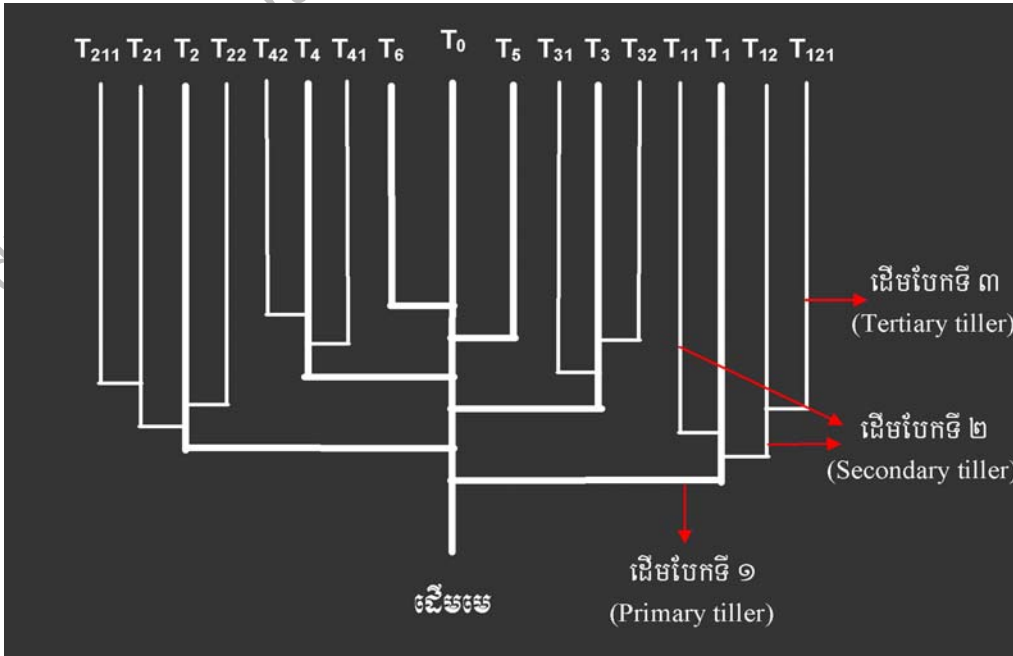 T₂₁₁ T₂₁ T₂ T₂₂ T₄₂ T₄ T₄₁ T₆ T₀ T₅ T₃₁ T₃ T₃₂ T₁₁ T₁ T₁₂ T₁₂₁
ដើមបែកទី ៣
(Tertiary tiller)
ដើមបែកទី ២
(Secondary tiller)
ដើមបែកទី ១
(Primary tiller)
ដើមមេ